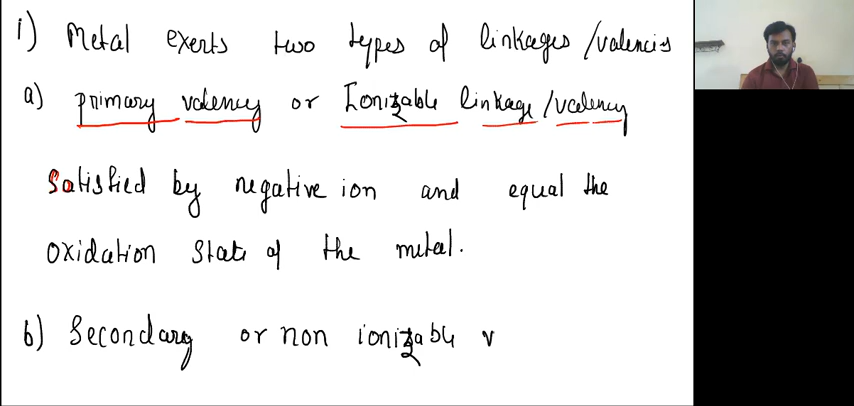 i) Metal exerts two types of linkages/valencies
a) primary valency or Ionizable linkage/valency
Satisfied by negative ion and equal the
oxidation state of the metal.
b) Secondary or non ionizable v